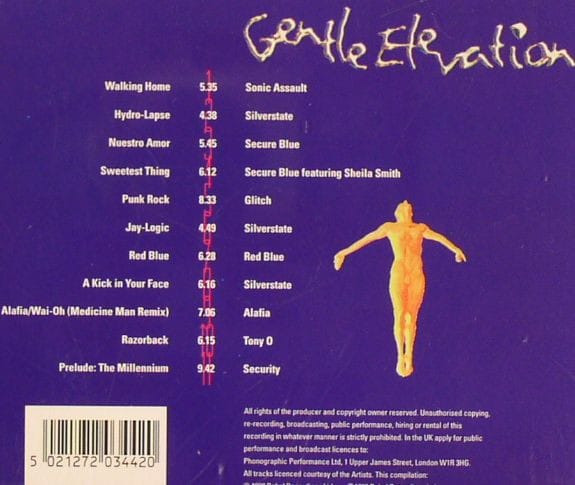 Gentle Elevation
Walking Home 5.35 Sonic Assault
Hydro-Lapse 4.38 Silverstate
Nuestro Amor 5.45 Secure Blue
Sweetest Thing 6.12 Secure Blue featuring Sheila Smith
Punk Rock 8.33 Glitch
Jay-Logic 4.49 Silverstate
Red Blue 6.28 Red Blue
A Kick in Your Face 6.16 Silverstate
Alafia/Wai-Oh (Medicine Man Remix) 7.06 Alafia
Razorback 6.15 Tony O
Prelude: The Millennium 9.42 Security
All rights of the producer and copyright owner reserved. Unauthorised copying,
re-recording, broadcasting, public performance, hiring or rental of this
recording in whatever manner is strictly prohibited. In the UK apply for public
performance and broadcast licences to:
Phonographic Performance Ltd, 1 Upper James Street, London W1R 3HG.
All tracks licenced courtesy of the Artists. This compilation:
5 021272 034420